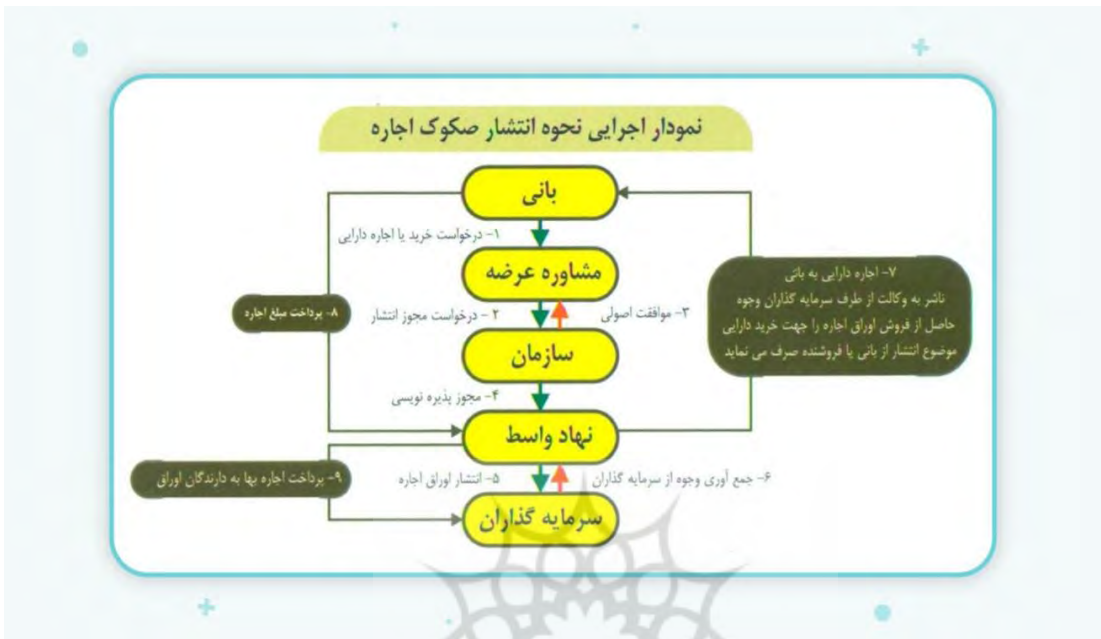 نمودار اجرایی نحوه انتشار صکوک اجاره
بانی
۱- درخواست خرید یا اجاره دارایی
مشاوره عرضه
۲- درخواست مجوز انتشار
۳- موافقت اصولی
سازمان
۴- مجوز پذیره نویسی
نهاد واسط
۵- انتشار اوراق اجاره
۶- جمع آوری وجوه از سرمایه گذاران
سرمایه گذاران
۷- اجاره دارایی به بانی
ناشر به وکالت از طرف سرمایه گذاران وجوه
حاصل از فروش اوراق اجاره را جهت خرید دارایی
موضوع انتشار از بانی یا فروشنده صرف می نماید
۸- پرداخت مبلغ اجاره
۹- پرداخت اجاره بها به دارندگان اوراق